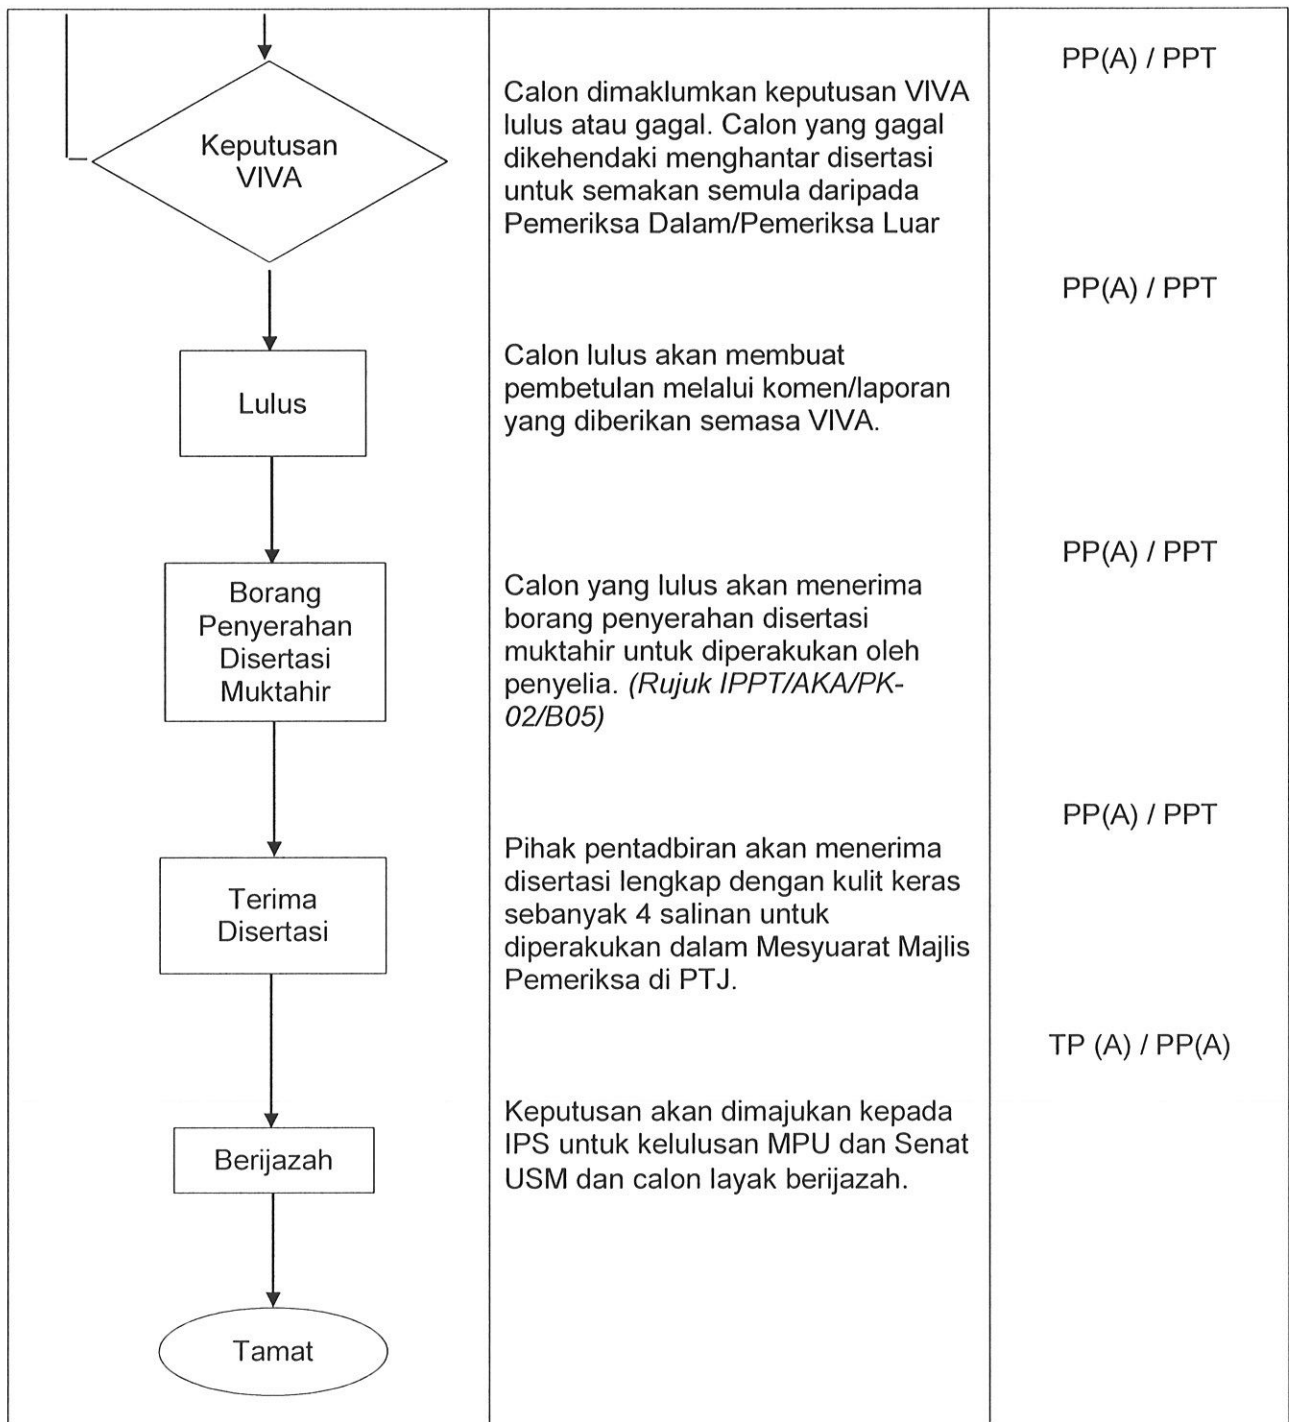 Keputusan
VIVA
Calon dimaklumkan keputusan VIVA
lulus atau gagal. Calon yang gagal
dikehendaki menghantar disertasi
untuk semakan semula daripada
Pemeriksa Dalam/Pemeriksa Luar
PP(A) / PPT
Lulus
Calon lulus akan membuat
pembetulan melalui komen/laporan
yang diberikan semasa VIVA.
PP(A) / PPT
Borang
Penyerahan
Disertasi
Muktahir
Calon yang lulus akan menerima
borang penyerahan disertasi
muktahir untuk diperakukan oleh
penyelia. (Rujuk IPPT/AKA/PK-
02/B05)
PP(A) / PPT
Terima
Disertasi
Pihak pentadbiran akan menerima
disertasi lengkap dengan kulit keras
sebanyak 4 salinan untuk
diperakukan dalam Mesyuarat Majlis
Pemeriksa di PTJ.
PP(A) / PPT
Berijazah
Keputusan akan dimajukan kepada
IPS untuk kelulusan MPU dan Senat
USM dan calon layak berijazah.
TP (A) / PP(A)
Tamat